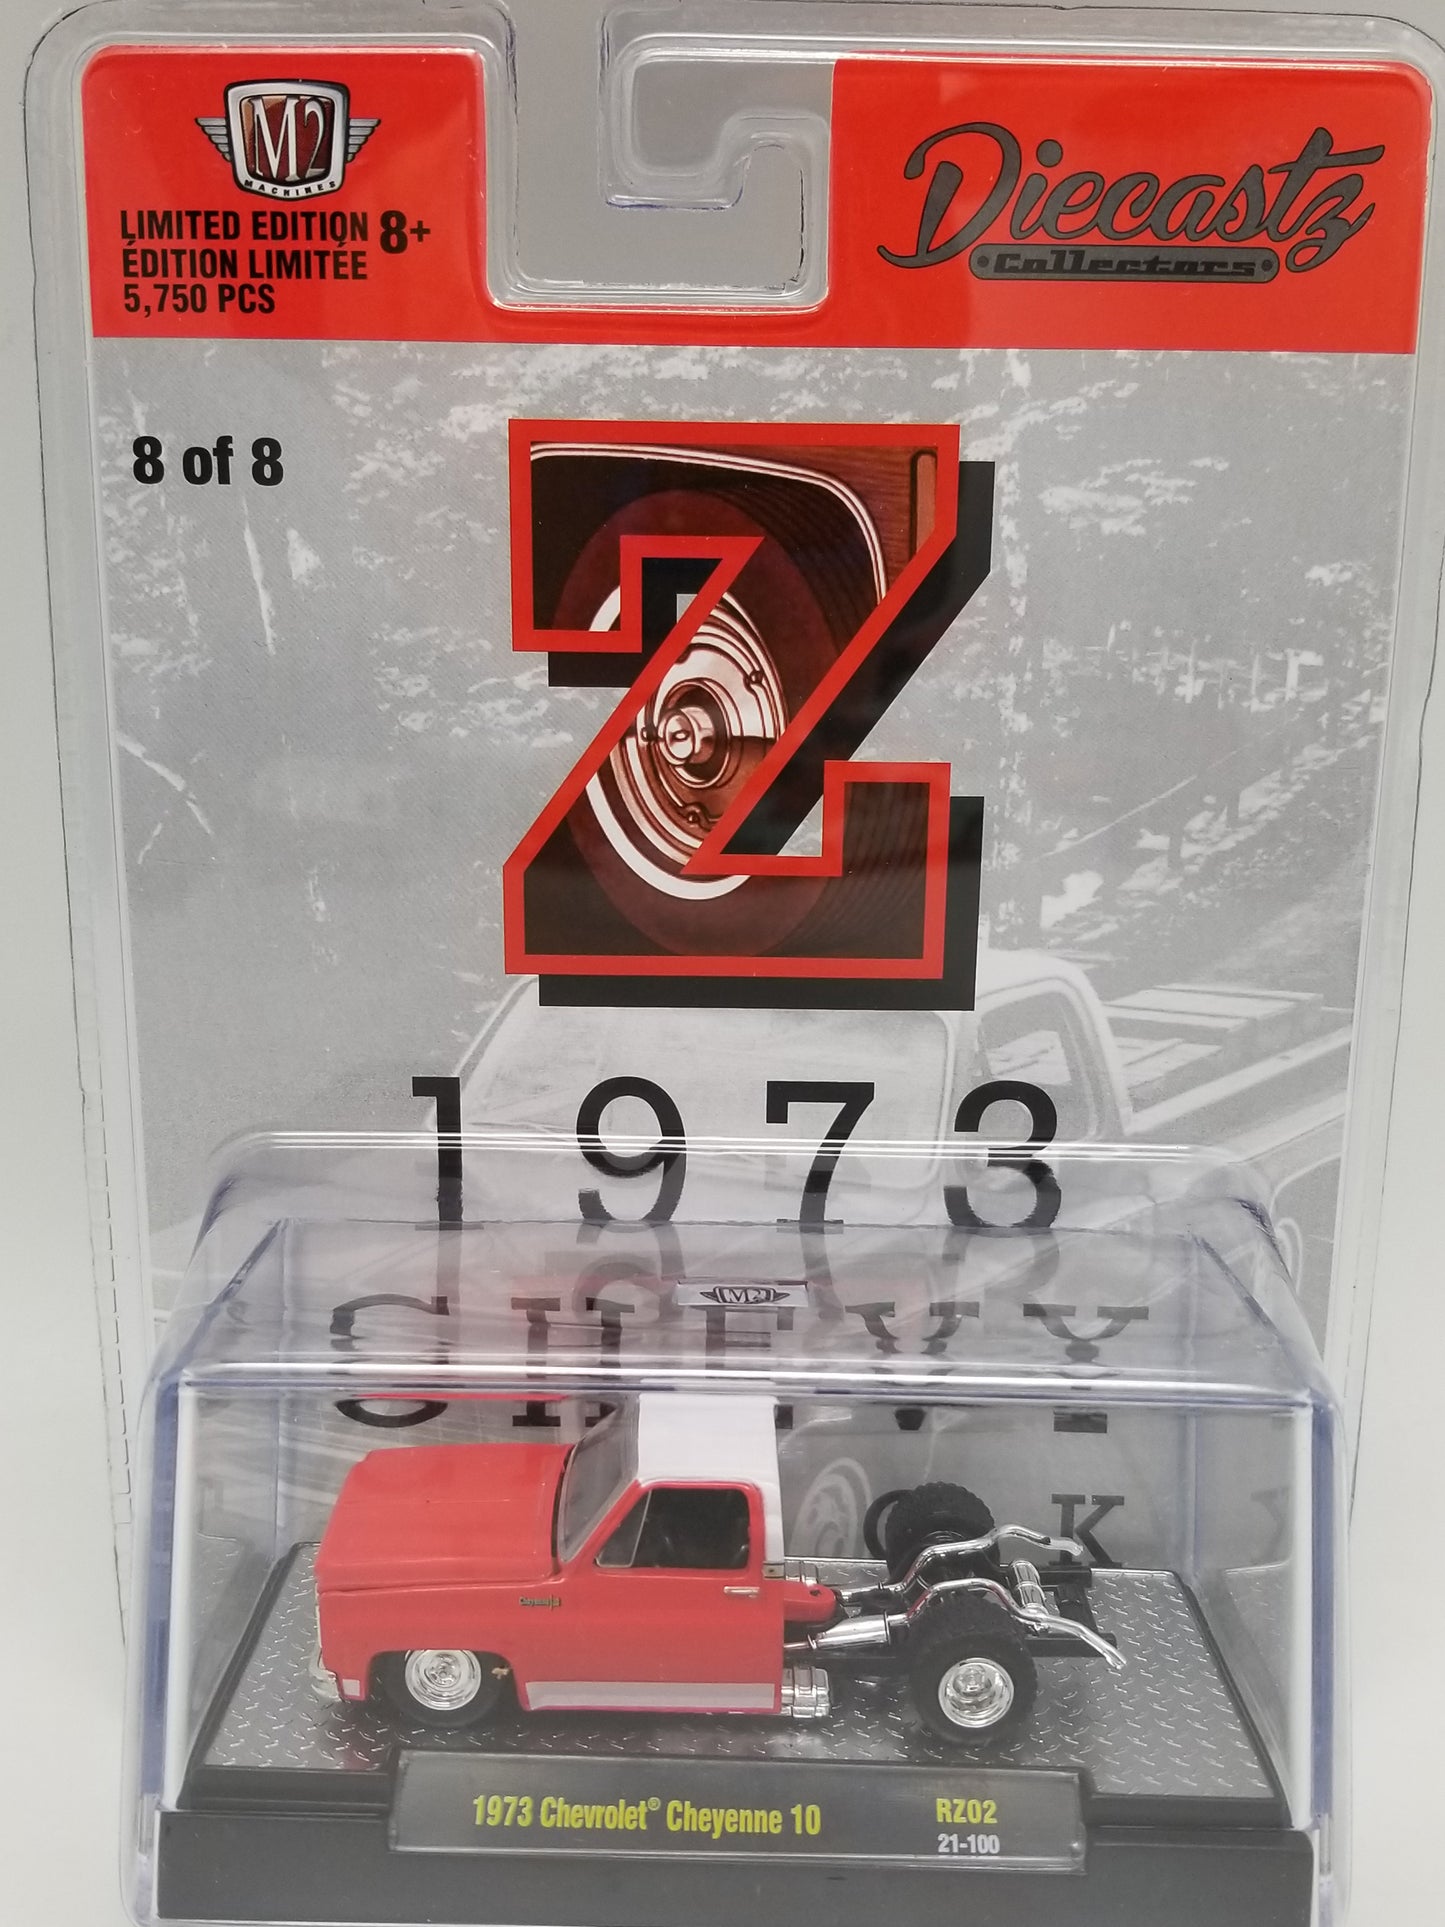 M2
MACHINES
LIMITED EDITION 8+
ÉDITION LIMITÉE
5,750 PCS
Diecastz
Collectors
8 of 8
Z
1973
M2
CHEVY
K
Cheyenne
1973 Chevrolet® Cheyenne 10
RZ02
21-100